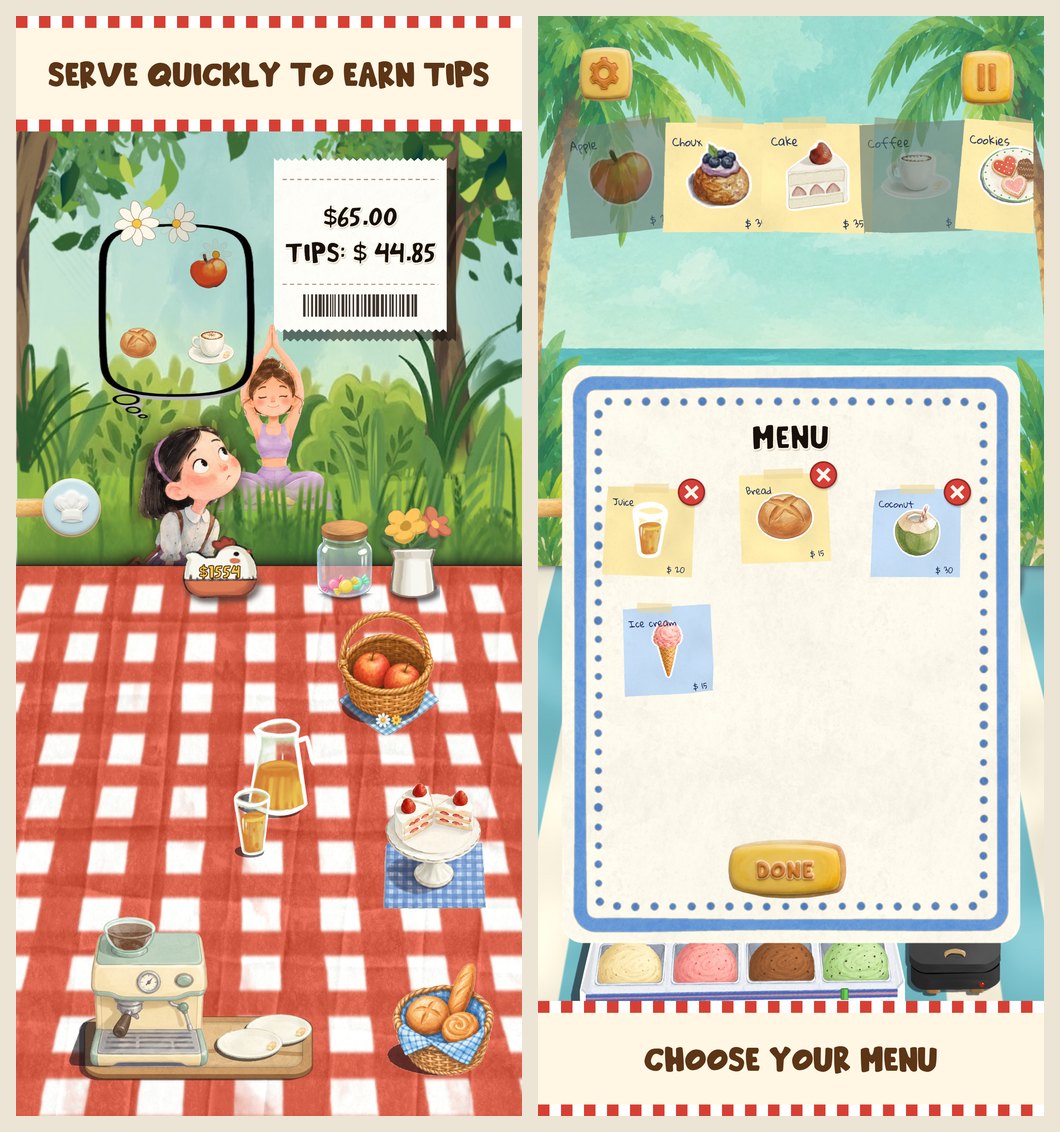 SERVE QUICKLY TO EARN TIPS
$65.00
TIPS: $ 44.85
$1554
Apple
Choux
Cake
Coffee
Cookies
$ 35
MENU
Juice
$ 20
Bread
$ 15
Coconut
$ 30
Ice cream
$ 15
DONE
CHOOSE YOUR MENU